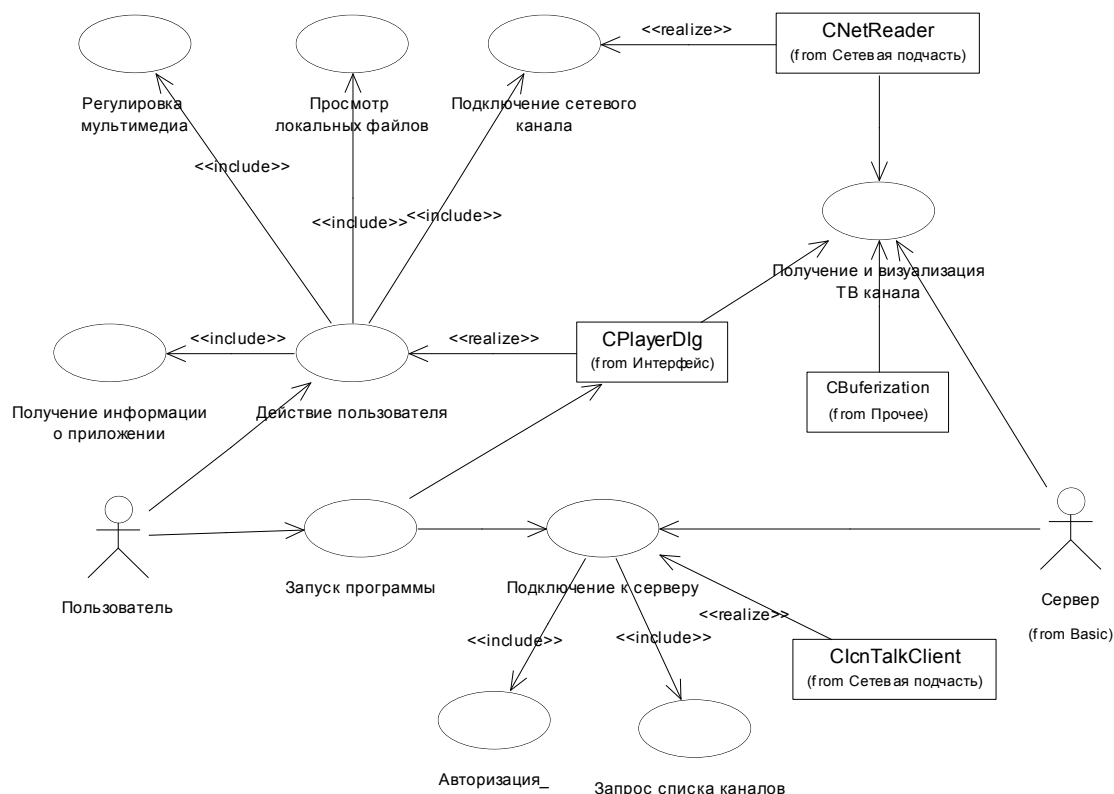 <<realize>>
CNetReader
(from Сетевая подчасть)
Регулировка
мультимедиа
Просмотр
локальных файлов
Подключение сетевого
канала
<<include>>
<<include>>
<<include>>
Получение и визуализация
ТВ канала
<<include>>
<<realize>>
CPlayerDlg
(from Интерфейс)
CBuferization
(from Прочее)
Получение информации
о приложении
Действие пользователя
Пользователь
Запуск программы
Подключение к серверу
Сервер
(from Basic)
<<realize>>
<<include>>
<<include>>
CIcnTalkClient
(from Сетевая подчасть)
Авторизация_
Запрос списка каналов